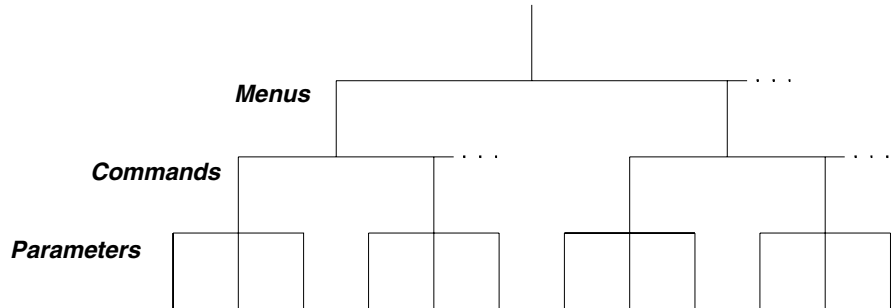 Menus . . .
Commands . . . . . .
Parameters